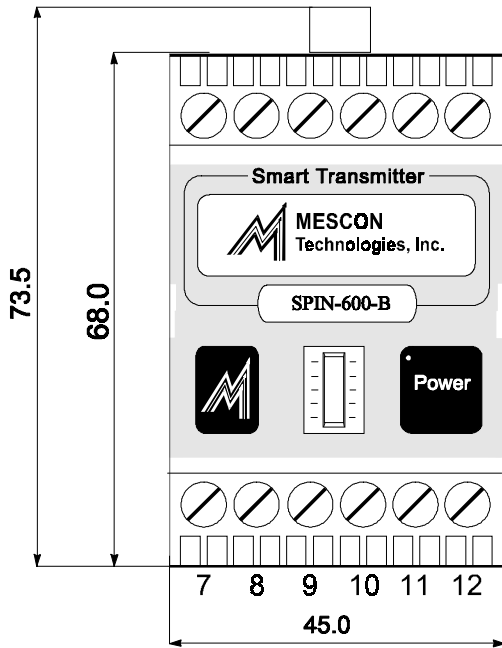 Smart Transmitter
MESCON
Technologies, Inc.
SPIN-600-B
Power
73.5
68.0
7 8 9 10 11 12
45.0